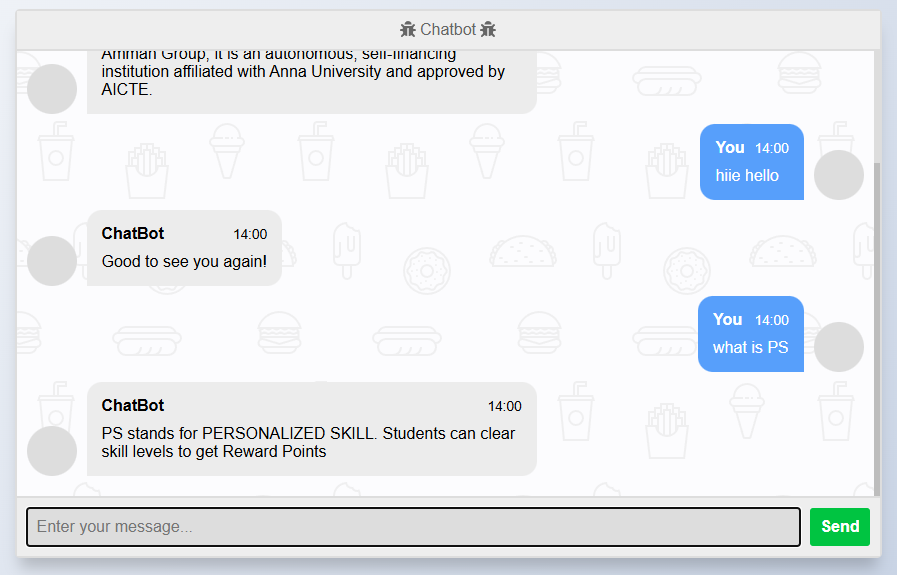 Chatbot
Amman Group, it is an autonomous, self-financing
institution affiliated with Anna University and approved by
AICTE.
You 14:00
hiie hello
ChatBot 14:00
Good to see you again!
You 14:00
what is PS
ChatBot 14:00
PS stands for PERSONALIZED SKILL. Students can clear
skill levels to get Reward Points
Enter your message...
Send